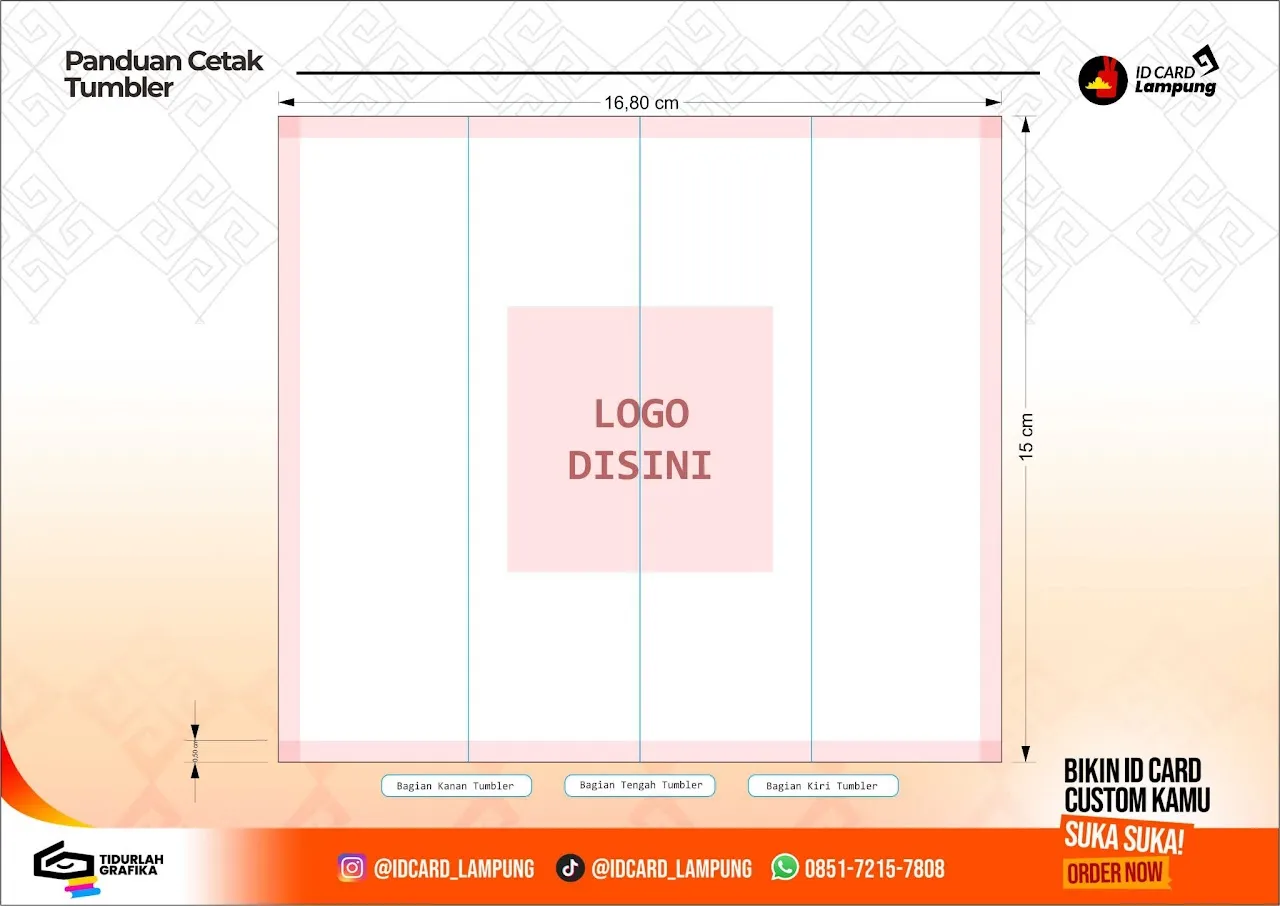 Panduan Cetak
Tumbler
16,80 cm
ID CARD
Lampung
LOGO
DISINI
15 cm
0,50 cm
Bagian Kanan Tumbler
Bagian Tengah Tumbler
Bagian Kiri Tumbler
BIKIN ID CARD
CUSTOM KAMU
SUKA SUKA!
ORDER NOW
TIDURLAH
GRAFIKA
@IDCARD_LAMPUNG
@IDCARD_LAMPUNG
0851-7215-7808